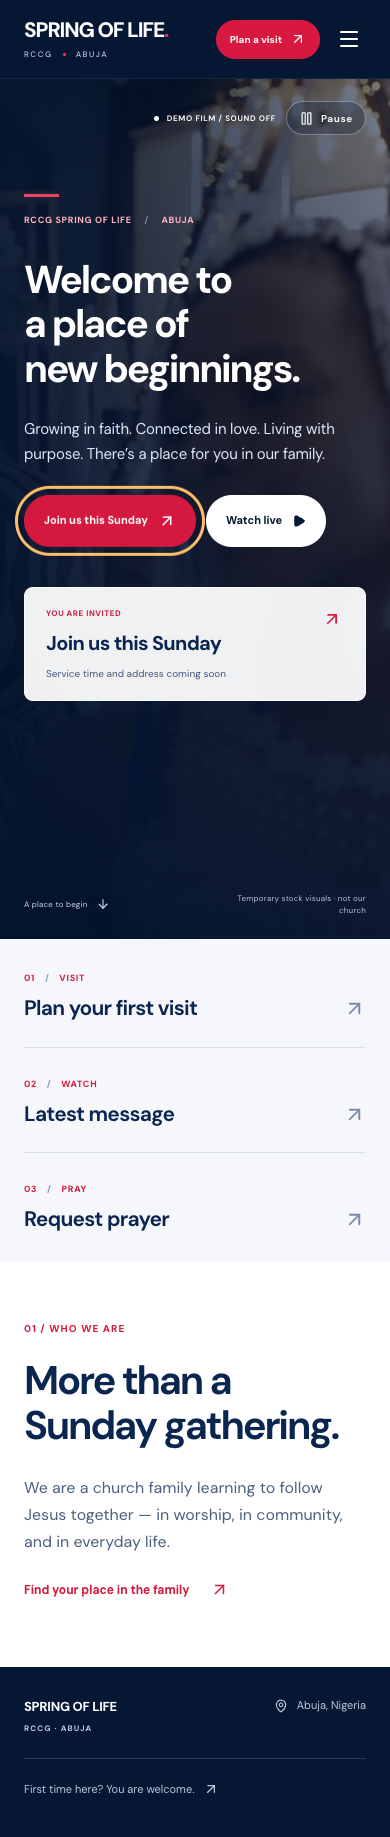 SPRING OF LIFE.
RCCG • ABUJA
Plan a visit
DEMO FILM / SOUND OFF
Pause
RCCG SPRING OF LIFE / ABUJA
Welcome to
a place of
new beginnings.
Growing in faith. Connected in love. Living with
purpose. There’s a place for you in our family.
Join us this Sunday
Watch live
YOU ARE INVITED
Join us this Sunday
Service time and address coming soon
A place to begin
Temporary stock visuals · not our
church
01 / VISIT
Plan your first visit
02 / WATCH
Latest message
03 / PRAY
Request prayer
01 / WHO WE ARE
More than a
Sunday gathering.
We are a church family learning to follow
Jesus together — in worship, in community,
and in everyday life.
Find your place in the family
SPRING OF LIFE
RCCG · ABUJA
Abuja, Nigeria
First time here? You are welcome.